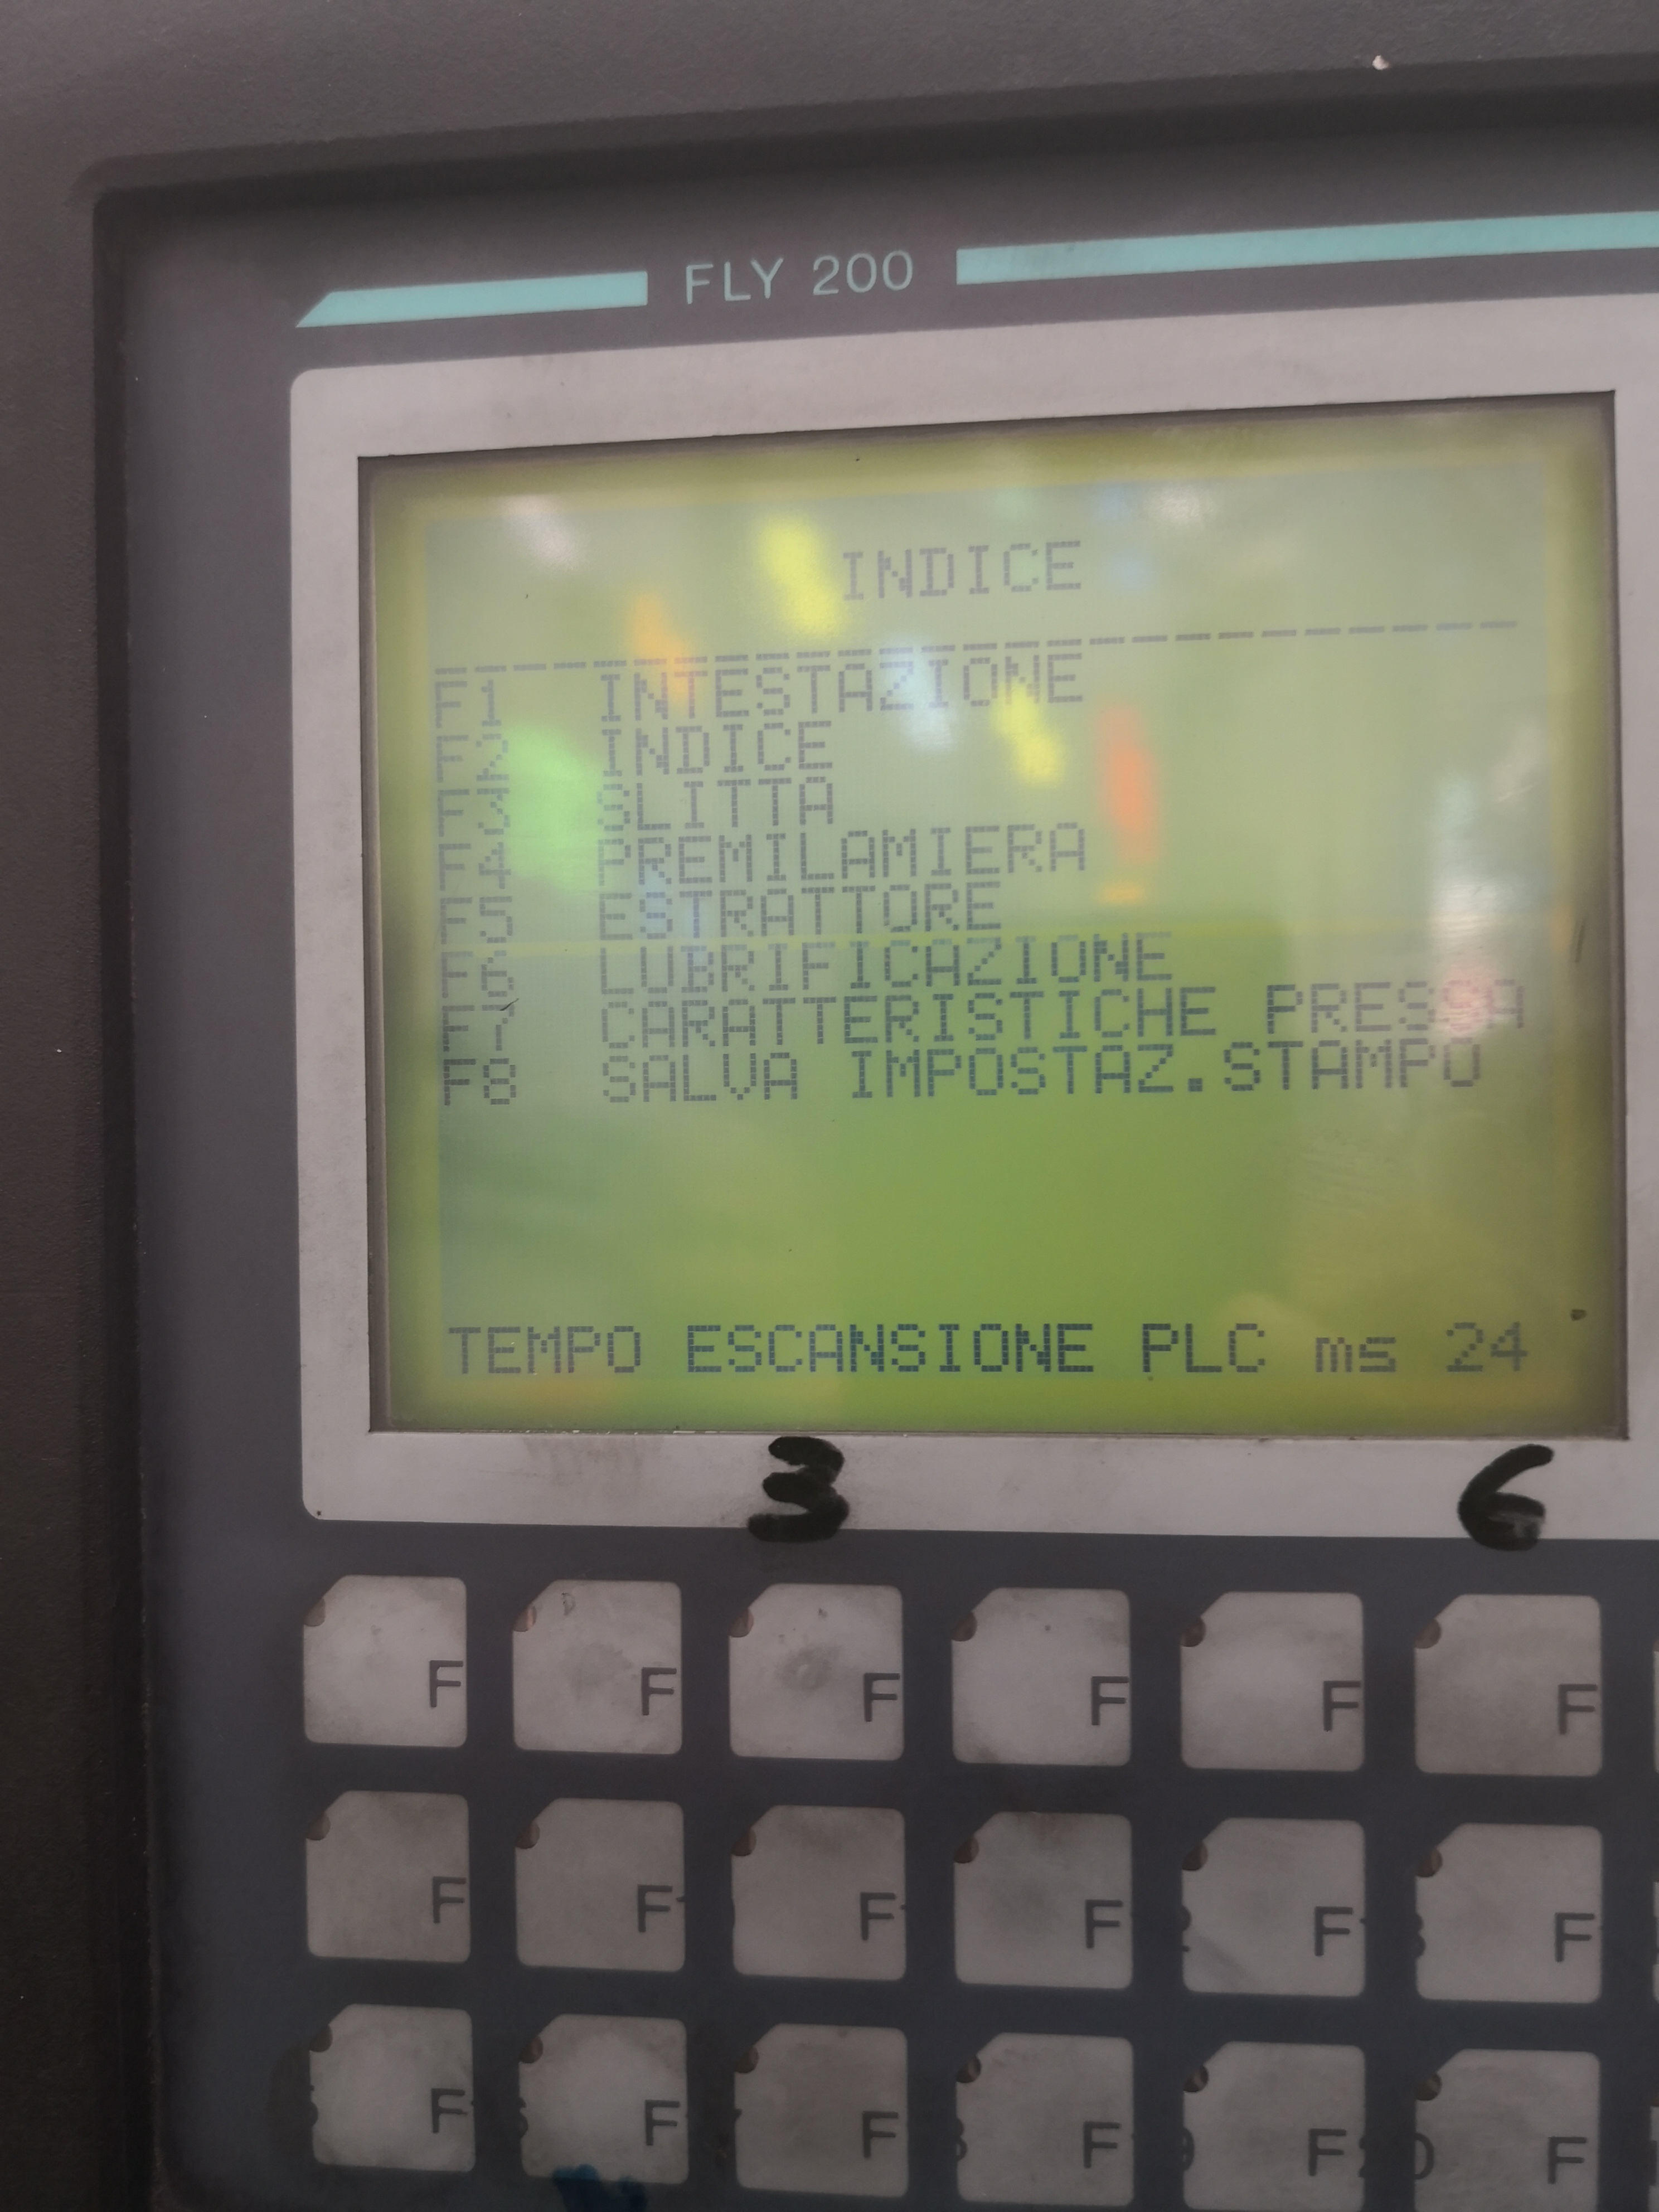 FLY 200
INDICE
F1 INTESTAZIONE
F2 INDICE
F3 SLITTA
F4 PREMILAMIERA
F5 ESTRATTORE
F6 LUBRIFICAZIONE
F7 CARATTERISTICHE PRESSA
F8 SALVA IMPOSTAZ.STAMPO
TEMPO ESCANSIONE PLC ms 24
3 6
F F F F F F
F F F F F F
F F F F F F